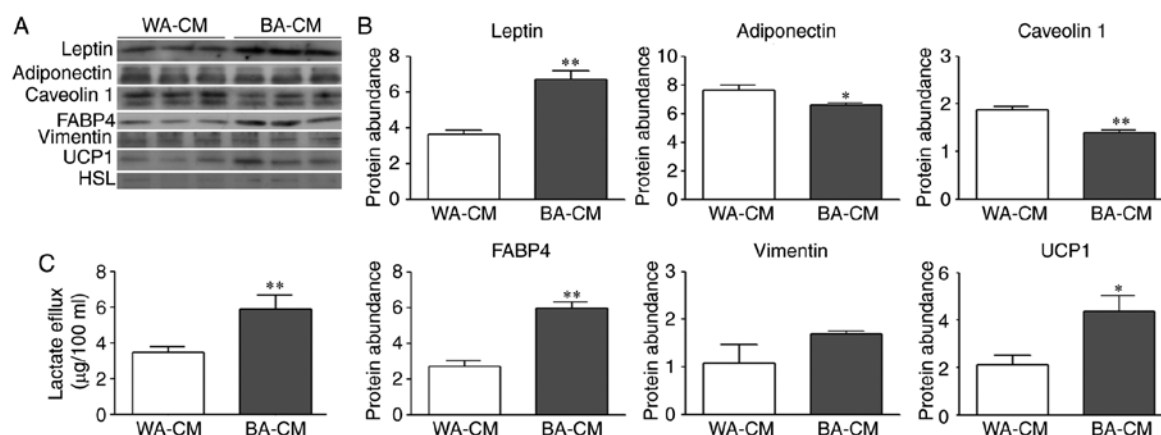 A
WA-CM BA-CM
Leptin
Adiponectin
Caveolin 1
FABP4
Vimentin
UCP1
HSL
B
Leptin
Protein abundance
8
6
4
2
0
**
WA-CM BA-CM
Adiponectin
Protein abundance
10
8
6
4
2
0
*
WA-CM BA-CM
Caveolin 1
Protein abundance
3
2
1
0
**
WA-CM BA-CM
C
Lactate efilux
(μg/100 ml)
8
6
4
2
0
**
WA-CM BA-CM
FABP4
Protein abundance
8
6
4
2
0
**
WA-CM BA-CM
Vimentin
Protein abundance
3
2
1
0
WA-CM BA-CM
UCP1
Protein abundance
6
4
2
0
*
WA-CM BA-CM